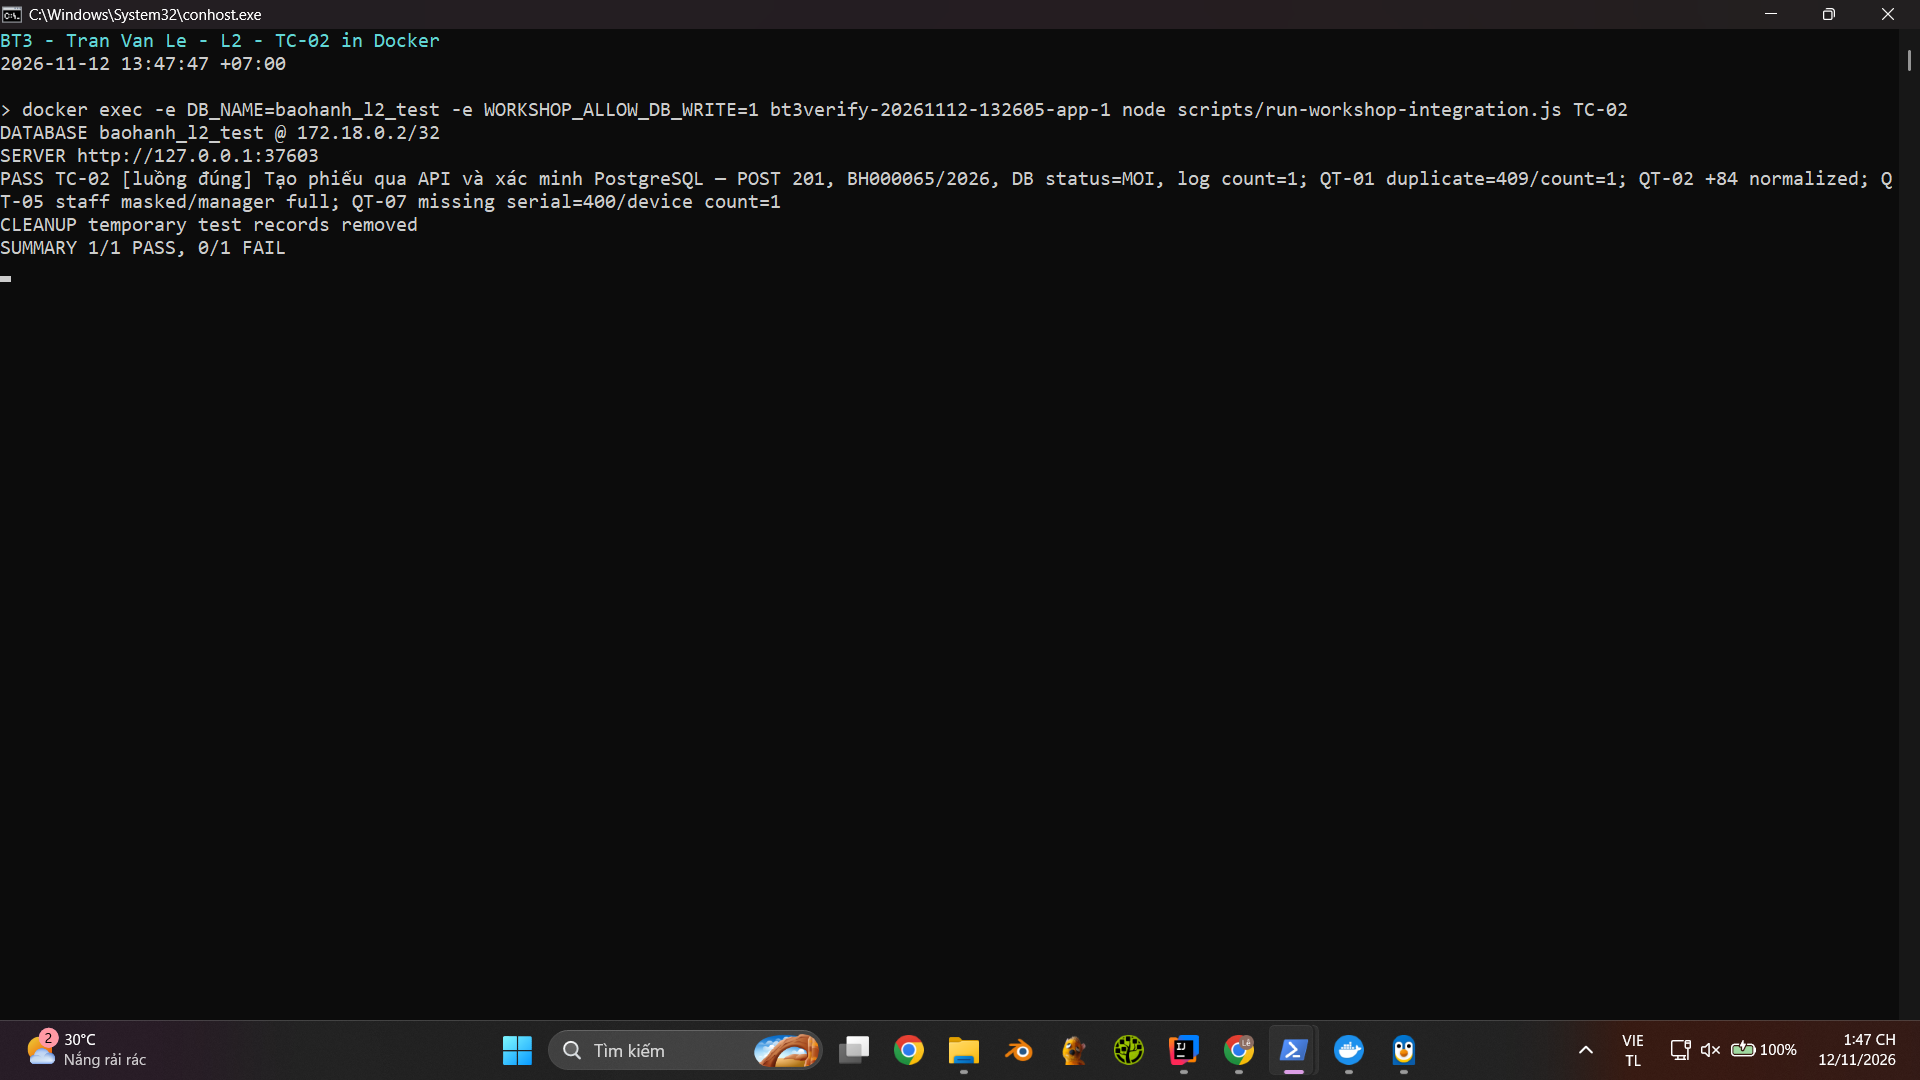 C:\Windows\System32\conhost.exe
BT3 - Tran Van Le - L2 - TC-02 in Docker
2026-11-12 13:47:47 +07:00
> docker exec -e DB_NAME=baohanh_l2_test -e WORKSHOP_ALLOW_DB_WRITE=1 bt3verify-20261112-132605-app-1 node scripts/run-workshop-integration.js TC-02
DATABASE baohanh_l2_test @ 172.18.0.2/32
SERVER http://127.0.0.1:37603
PASS TC-02 [luồng đúng] Tạo phiếu qua API và xác minh PostgreSQL — POST 201, BH000065/2026, DB status=MOI, log count=1; QT-01 duplicate=409/count=1; QT-02 +84 normalized; Q
T-05 staff masked/manager full; QT-07 missing serial=400/device count=1
CLEANUP temporary test records removed
SUMMARY 1/1 PASS, 0/1 FAIL
2
30°C
Nắng rải rác
Tìm kiếm
VIE
TL
100%
1:47 CH
12/11/2026